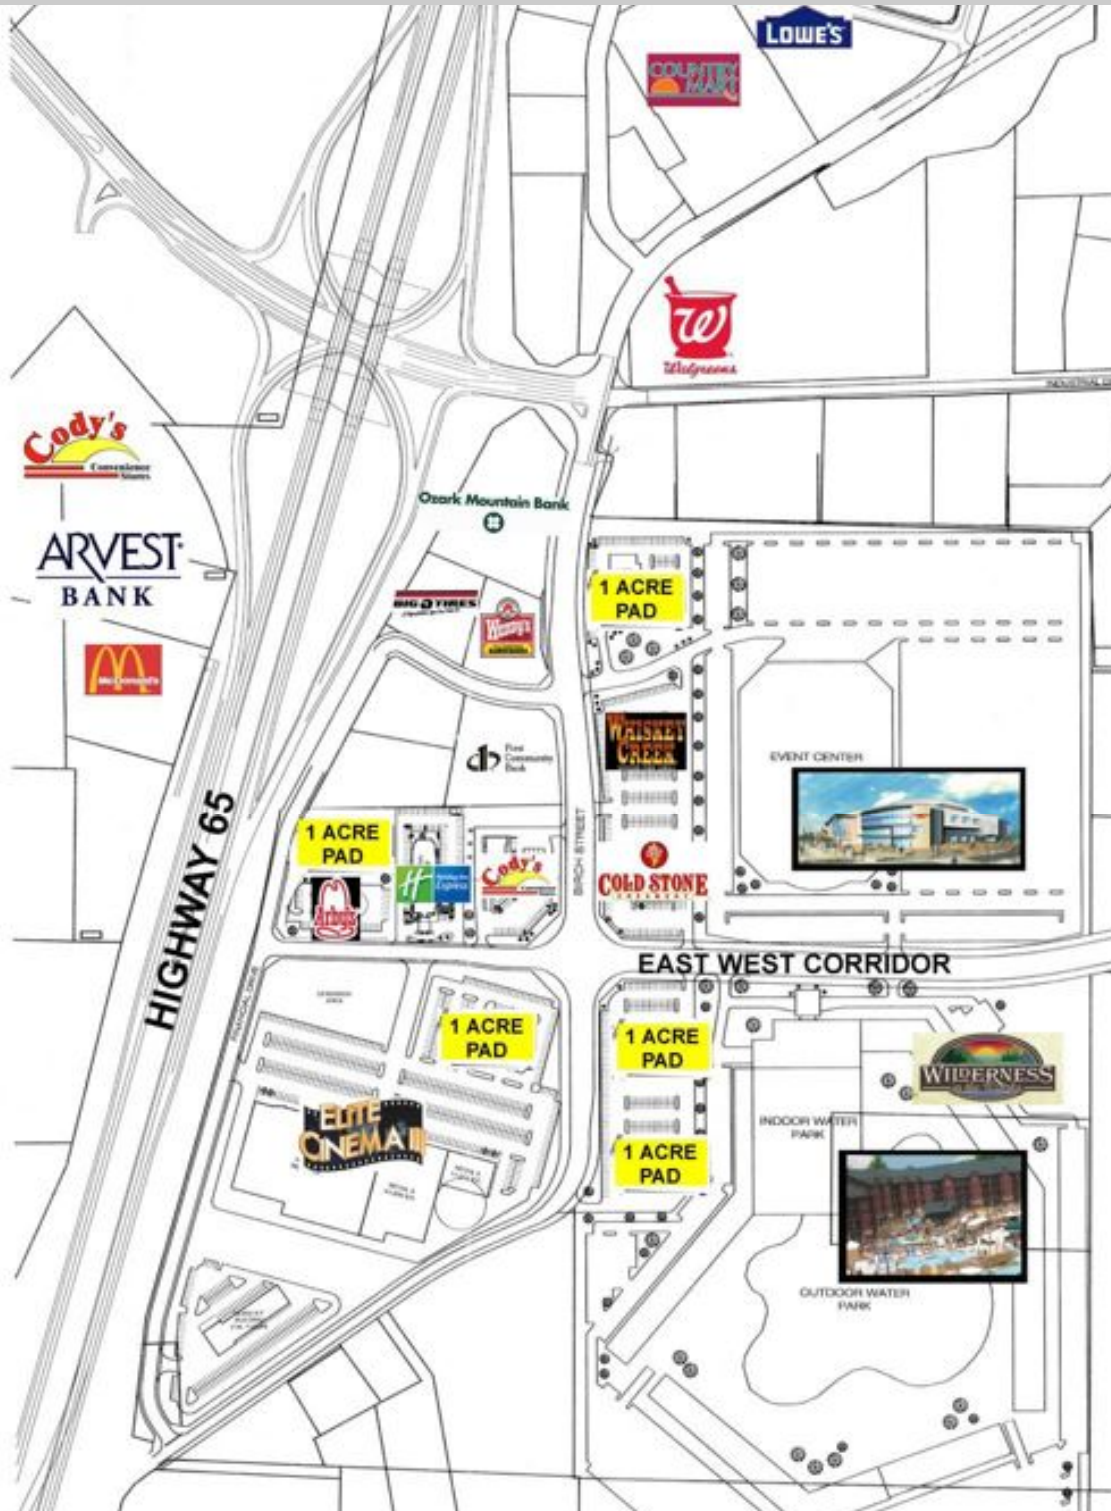 LOWE'S
COUNTRY
MART
W
Walgreens
INDUSTRIAL
Cody's
Convenience
Stores
Ozark Mountain Bank
ARVEST
BANK
1 ACRE
PAD
BIG O TIRES
Wendy's
McDonald's
WHISKEY
CREEK
First
Community
Bank
EVENT CENTER
HIGHWAY 65
1 ACRE
PAD
BIRCH STREET
Arby's
H
Holiday Inn
Express
Cody's
COLD STONE
CREAMERY
EAST WEST CORRIDOR
1 ACRE
PAD
1 ACRE
PAD
WILDERNESS
INDOOR WATER
PARK
ELITE
CINEMA III
1 ACRE
PAD
OUTDOOR WATER
PARK